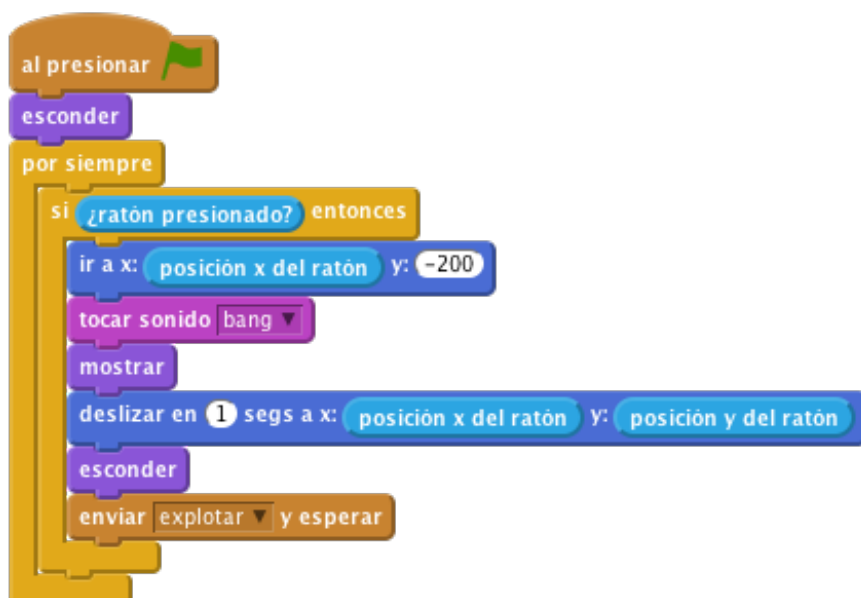 al presionar
esconder
por siempre
si ¿ratón presionado? entonces
ir a x: posición x del ratón y: -200
tocar sonido bang
mostrar
deslizar en 1 segs a x: posición x del ratón y: posición y del ratón
esconder
enviar explotar y esperar